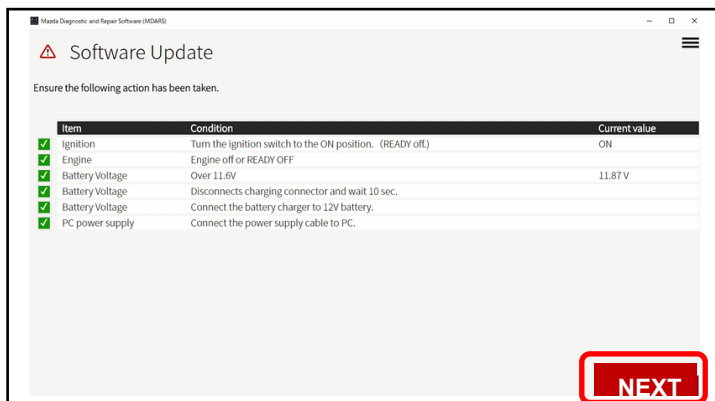 Mazda Diagnostic and Repair Software (MDARS)
Software Update
Ensure the following action has been taken.
Item Condition Current value
Ignition Turn the ignition switch to the ON position. (READY off.) ON
Engine Engine off or READY OFF
Battery Voltage Over 11.6V 11.87 V
Battery Voltage Disconnects charging connector and wait 10 sec.
Battery Voltage Connect the battery charger to 12V battery.
PC power supply Connect the power supply cable to PC.
NEXT